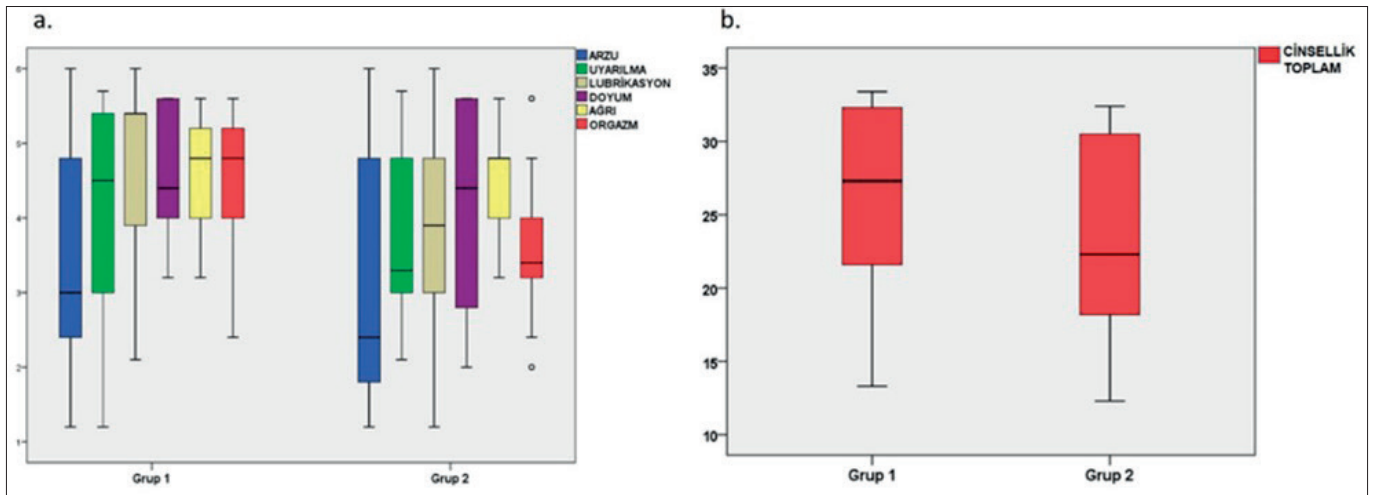 a.
6
5
4
3
2
1
Grup 1
Grup 2
ARZU
UYARILMA
LUBRİKASYON
DOYUM
AĞRI
ORGAZM
b.
35
30
25
20
15
10
Grup 1
Grup 2
CİNSELLİK
TOPLAM